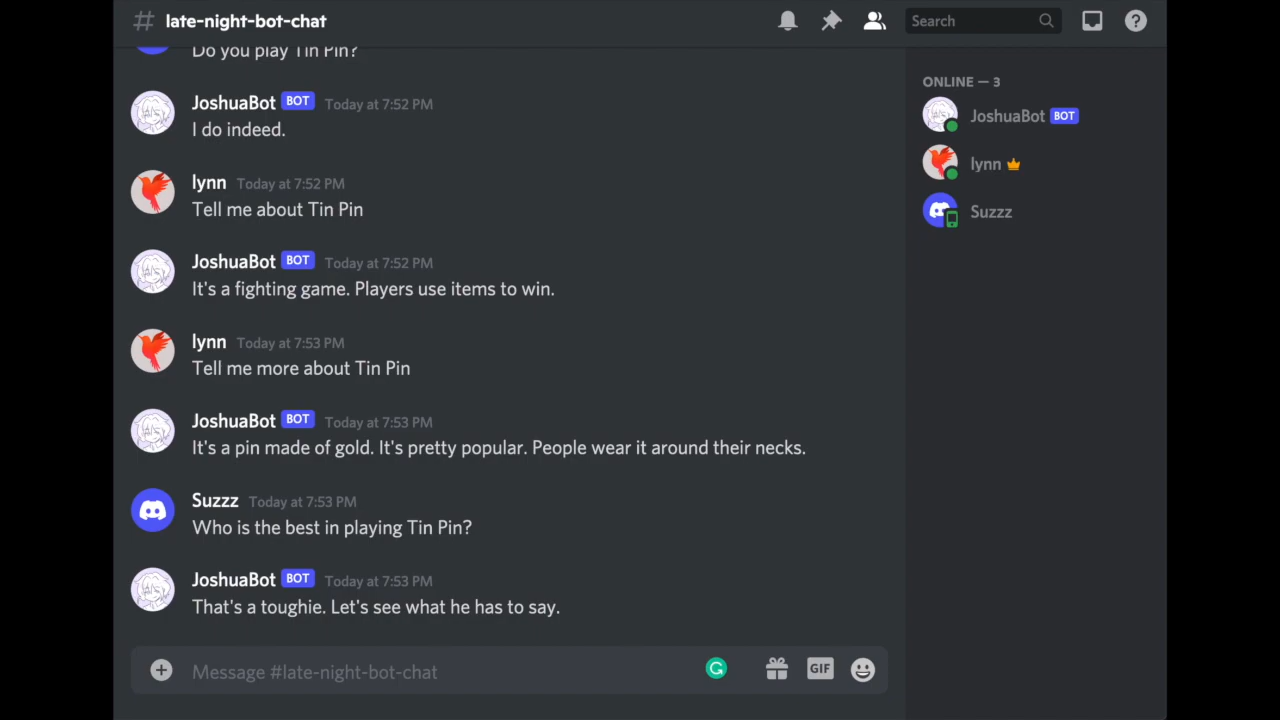 late-night-bot-chat
Search
Do you play Tin Pin?
JoshuaBot BOT Today at 7:52 PM
I do indeed.
lynn Today at 7:52 PM
Tell me about Tin Pin
JoshuaBot BOT Today at 7:52 PM
It's a fighting game. Players use items to win.
lynn Today at 7:53 PM
Tell me more about Tin Pin
JoshuaBot BOT Today at 7:53 PM
It's a pin made of gold. It's pretty popular. People wear it around their necks.
Suzzz Today at 7:53 PM
Who is the best in playing Tin Pin?
JoshuaBot BOT Today at 7:53 PM
That's a toughie. Let's see what he has to say.
Message #late-night-bot-chat
GIF
ONLINE — 3
JoshuaBot BOT
lynn
Suzzz